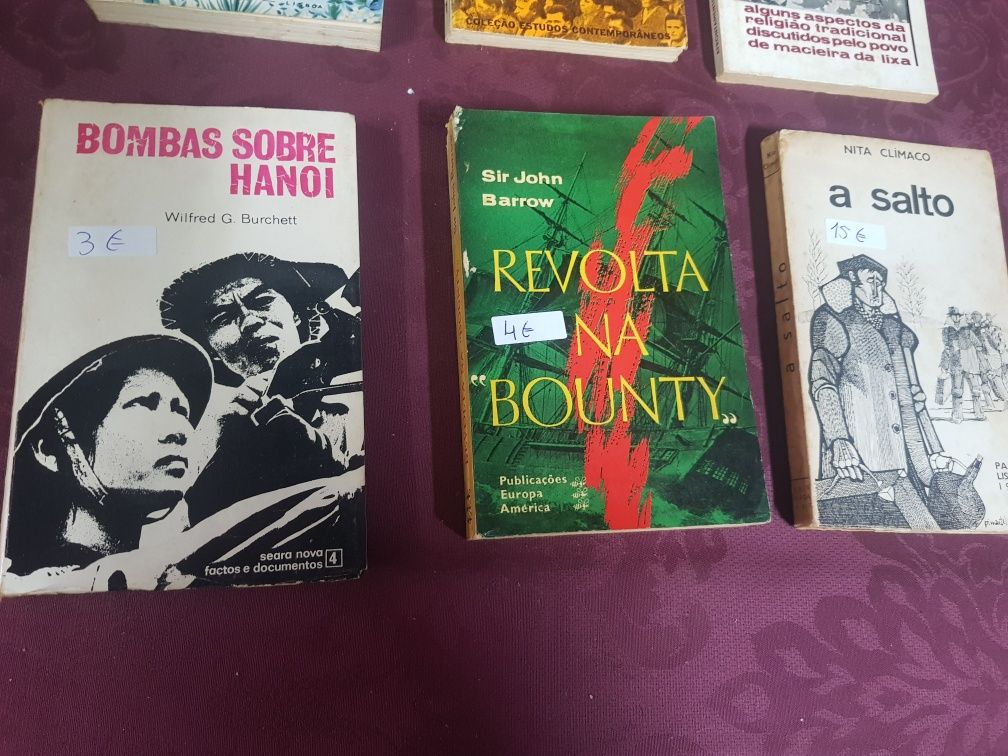 LISBOA
COLEÇÃO ESTUDOS CONTEMPORÂNEOS
alguns aspectos da
religião tradicional
discutidos pelo povo
de macieira da lixa
BOMBAS SOBRE
HANOI
Wilfred G. Burchett
3 €
seara nova
factos e documentos 4
Sir John
Barrow
REVOLTA
4€
NA
“BOUNTY„
Publicações
Europa
América
NITA CLÍMACO
a salto
15 €
a salto